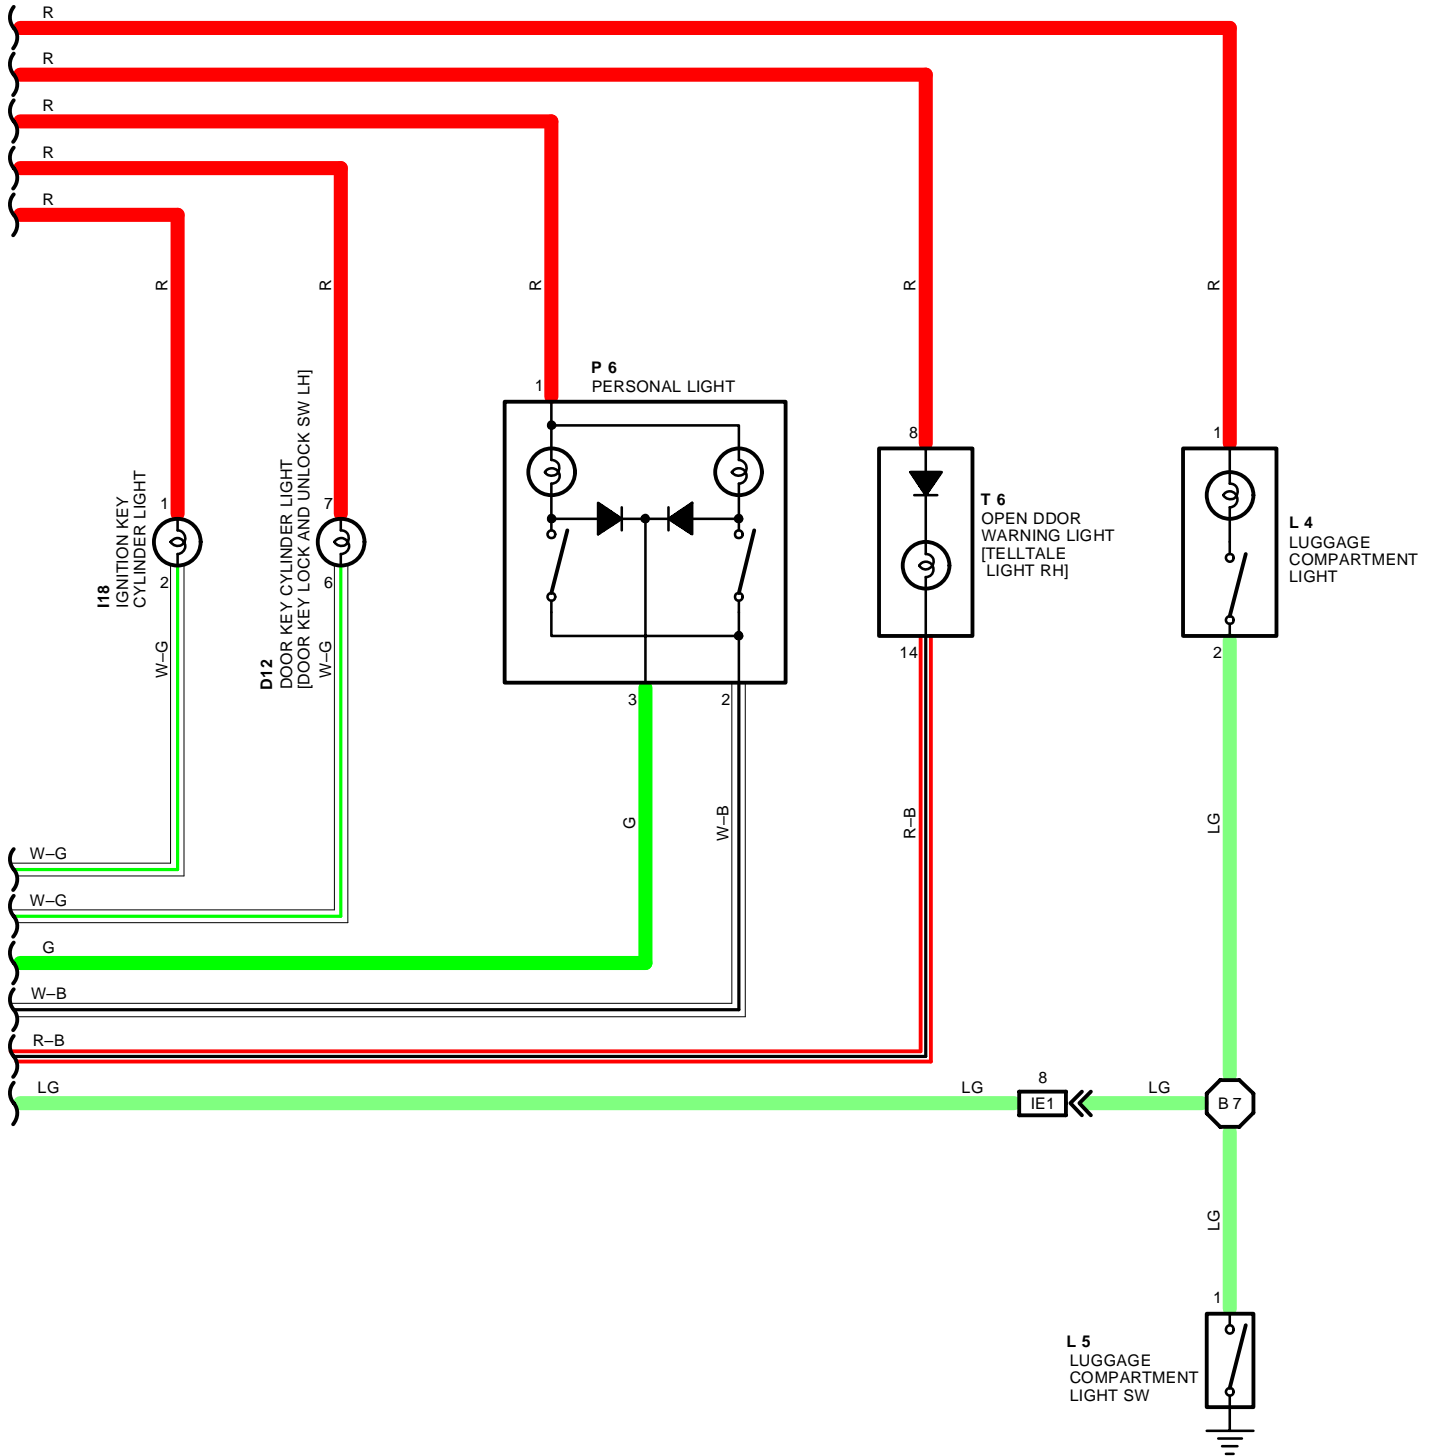 R
R
R
R
R
R
R
R
R
R
P 6
PERSONAL LIGHT
1
8
1
1
7
I18
IGNITION KEY
CYLINDER LIGHT
D12
DOOR KEY CYLINDER LIGHT
[DOOR KEY LOCK AND UNLOCK SW LH]
T 6
OPEN DDOR
WARNING LIGHT
[TELLTALE
LIGHT RH]
L 4
LUGGAGE
COMPARTMENT
LIGHT
2
6
W–G
W–G
14
2
3
2
G
W–B
R–B
LG
W–G
W–G
G
W–B
R–B
LG
LG
8
IE1
LG
B 7
LG
1
L 5
LUGGAGE
COMPARTMENT
LIGHT SW